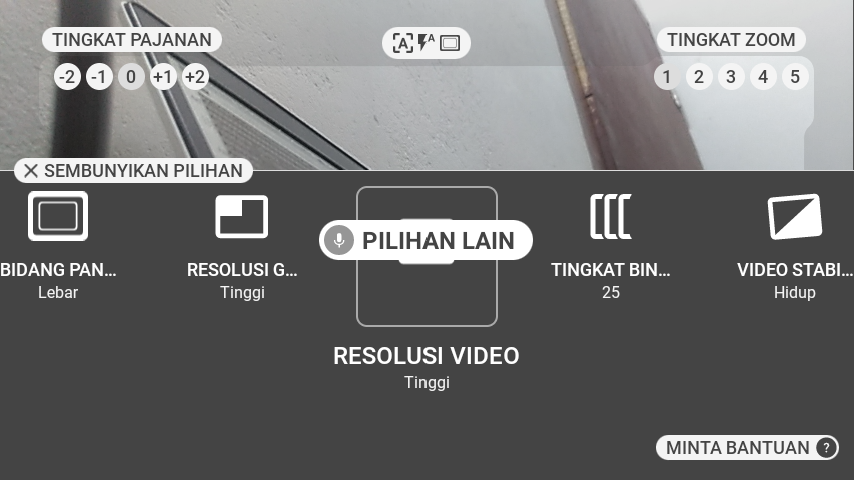 TINGKAT PAJANAN
A
A
TINGKAT ZOOM
-2 -1 0 +1 +2
1 2 3 4 5
SEMBUNYIKAN PILIHAN
PILIHAN LAIN
BIDANG PAN...
Lebar
RESOLUSI G...
Tinggi
TINGKAT BIN...
25
VIDEO STABI...
Hidup
RESOLUSI VIDEO
Tinggi
MINTA BANTUAN ?